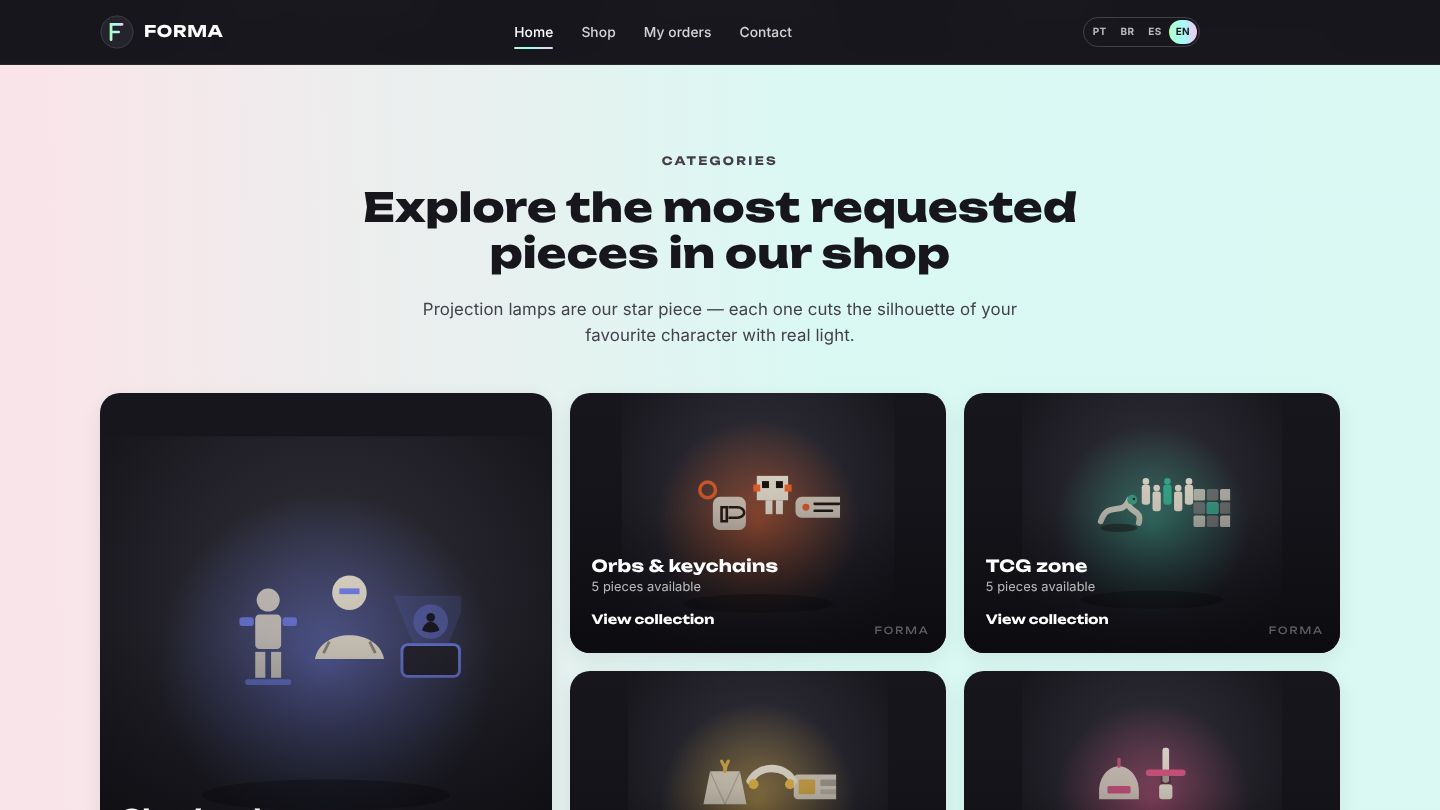 FORMA
Home
Shop
My orders
Contact
PT
BR
ES
EN
CATEGORIES
Explore the most requested
pieces in our shop
Projection lamps are our star piece — each one cuts the silhouette of your
favourite character with real light.
Orbs & keychains
5 pieces available
View collection
FORMA
TCG zone
5 pieces available
View collection
FORMA